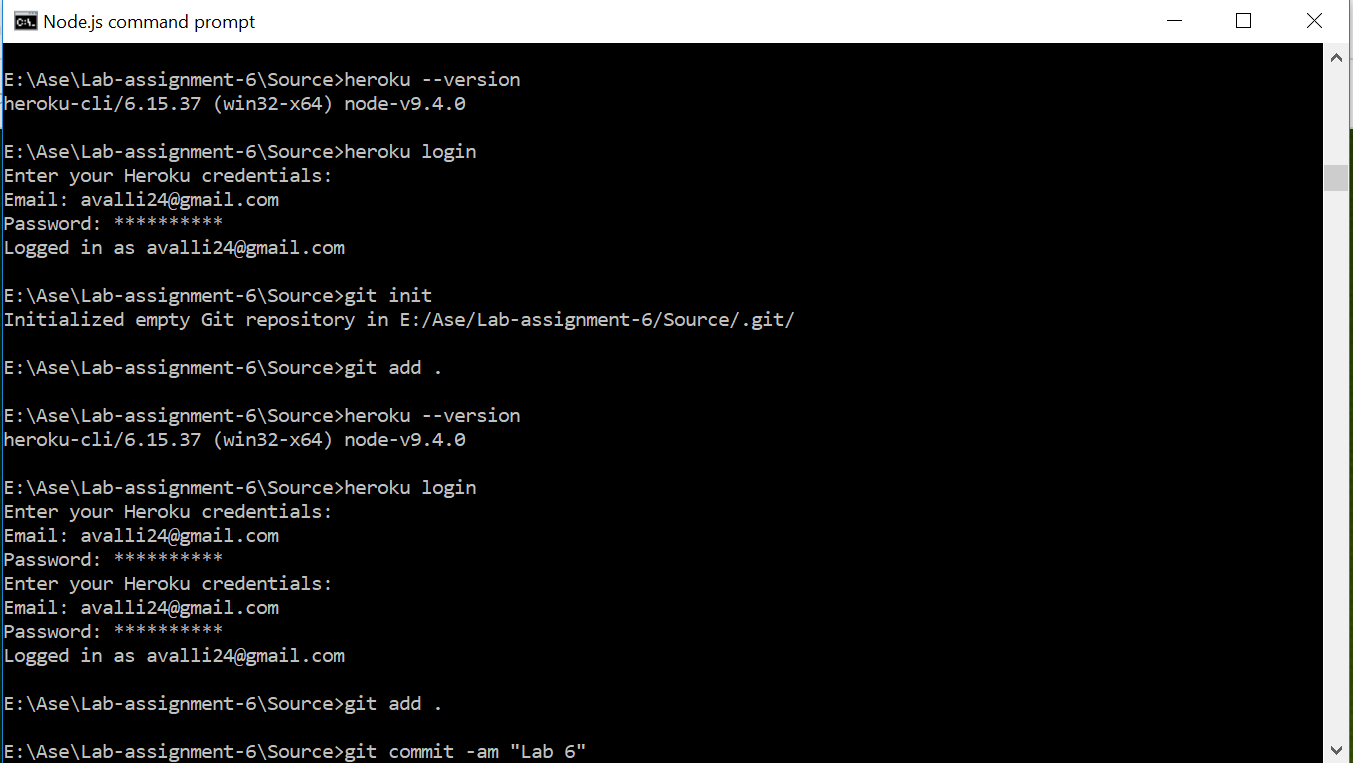 Node.js command prompt
E:\Ase\Lab-assignment-6\Source>heroku --version
heroku-cli/6.15.37 (win32-x64) node-v9.4.0
E:\Ase\Lab-assignment-6\Source>heroku login
Enter your Heroku credentials:
Email: avalli24@gmail.com
Password: **********
Logged in as avalli24@gmail.com
E:\Ase\Lab-assignment-6\Source>git init
Initialized empty Git repository in E:/Ase/Lab-assignment-6/Source/.git/
E:\Ase\Lab-assignment-6\Source>git add .
E:\Ase\Lab-assignment-6\Source>heroku --version
heroku-cli/6.15.37 (win32-x64) node-v9.4.0
E:\Ase\Lab-assignment-6\Source>heroku login
Enter your Heroku credentials:
Email: avalli24@gmail.com
Password: **********
Enter your Heroku credentials:
Email: avalli24@gmail.com
Password: **********
Logged in as avalli24@gmail.com
E:\Ase\Lab-assignment-6\Source>git add .
E:\Ase\Lab-assignment-6\Source>git commit -am "Lab 6"